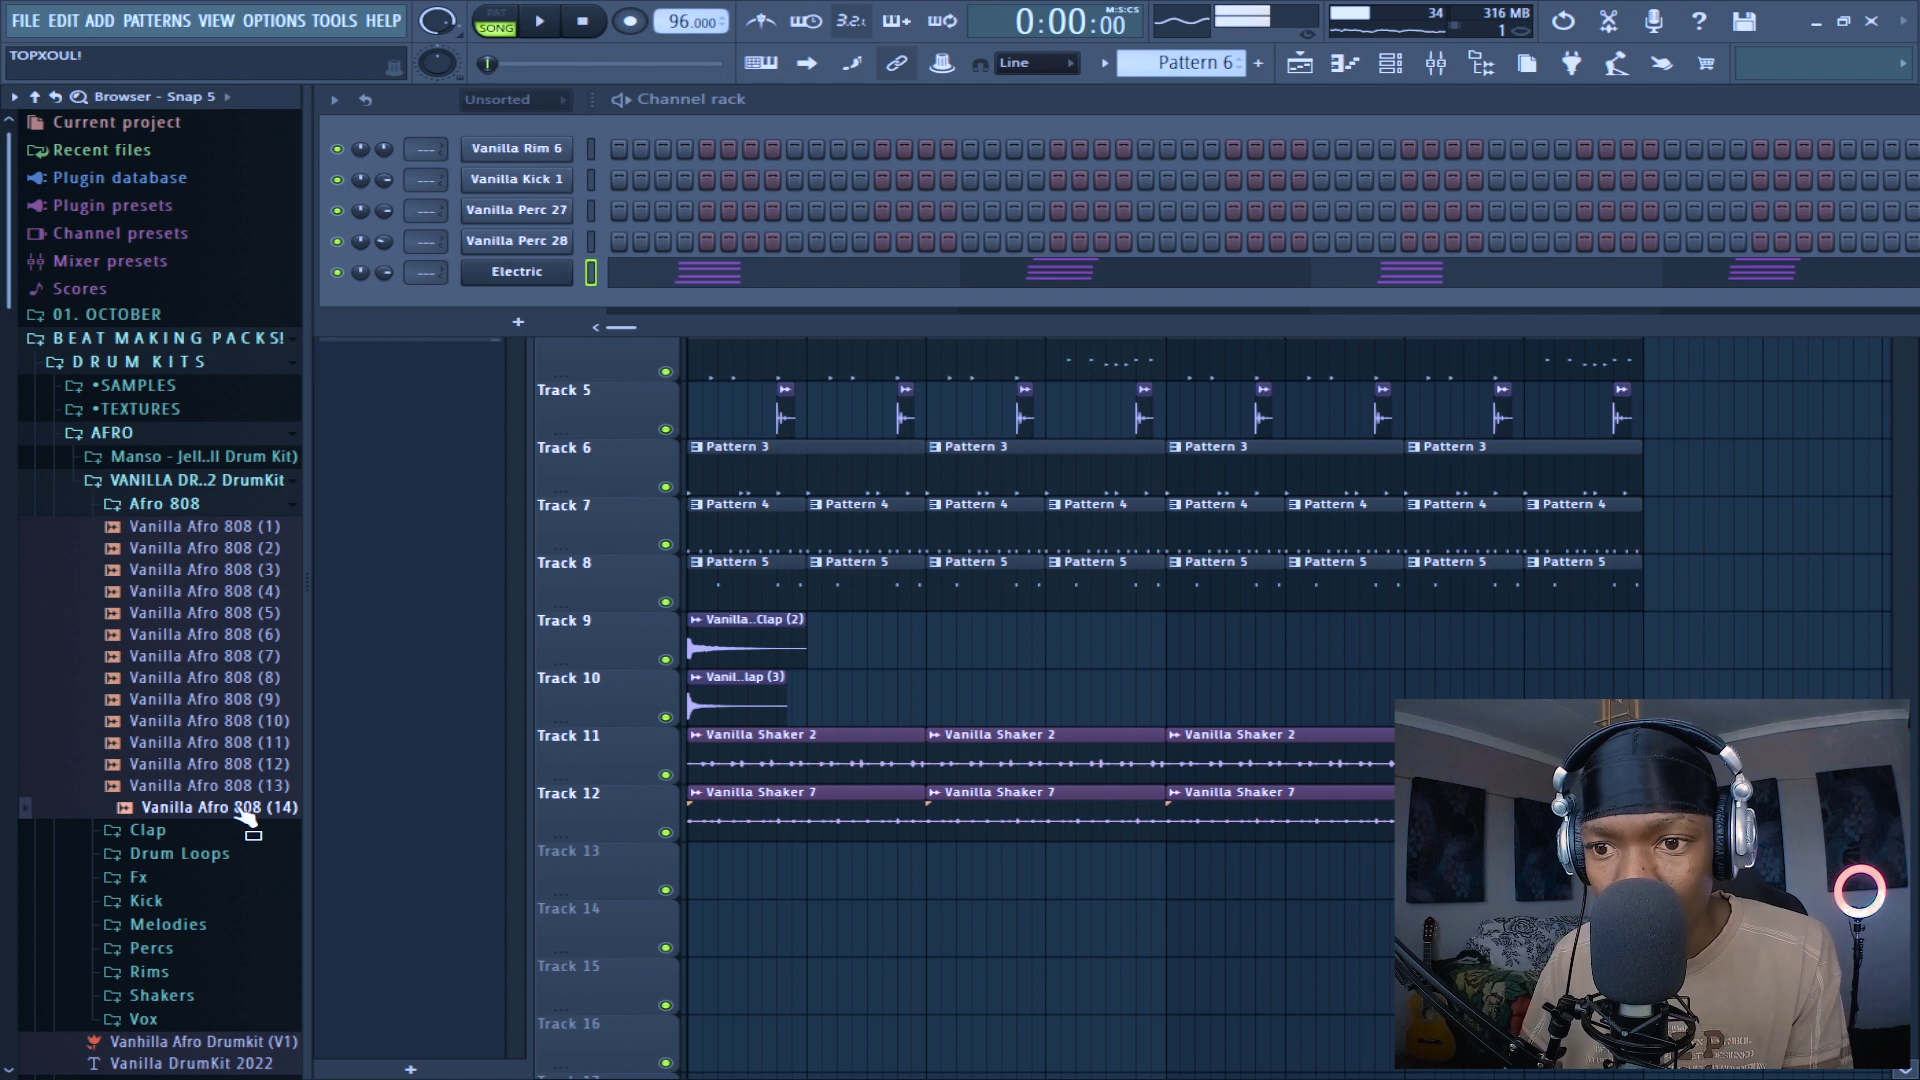 FILE EDIT ADD PATTERNS VIEW OPTIONS TOOLS HELP
PAT
SONG
96.000
3.2
0:00:00
M:S:CS
34
316 MB
1
TOPXOUL!
Line
Pattern 6
Browser - Snap 5
Unsorted
Channel rack
Current project
Recent files
Plugin database
Plugin presets
Channel presets
Mixer presets
Scores
01. OCTOBER
BEAT MAKING PACKS!
DRUM KITS
•SAMPLES
•TEXTURES
AFRO
Manso - Jell..ll Drum Kit)
VANILLA DR..2 DrumKit
Afro 808
Vanilla Afro 808 (1)
Vanilla Afro 808 (2)
Vanilla Afro 808 (3)
Vanilla Afro 808 (4)
Vanilla Afro 808 (5)
Vanilla Afro 808 (6)
Vanilla Afro 808 (7)
Vanilla Afro 808 (8)
Vanilla Afro 808 (9)
Vanilla Afro 808 (10)
Vanilla Afro 808 (11)
Vanilla Afro 808 (12)
Vanilla Afro 808 (13)
Vanilla Afro 808 (14)
Clap
Drum Loops
Fx
Kick
Melodies
Percs
Rims
Shakers
Vox
Vanhilla Afro Drumkit (V1)
Vanilla DrumKit 2022
Vanilla Rim 6
Vanilla Kick 1
Vanilla Perc 27
Vanilla Perc 28
Electric
Track 5
Track 6
Pattern 3 Pattern 3 Pattern 3 Pattern 3
Track 7
Pattern 4 Pattern 4 Pattern 4 Pattern 4 Pattern 4 Pattern 4 Pattern 4 Pattern 4
Track 8
Pattern 5 Pattern 5 Pattern 5 Pattern 5 Pattern 5 Pattern 5 Pattern 5 Pattern 5
Track 9
Vanilla..Clap (2)
Track 10
Vanil..lap (3)
Track 11
Vanilla Shaker 2 Vanilla Shaker 2 Vanilla Shaker 2
Track 12
Vanilla Shaker 7 Vanilla Shaker 7 Vanilla Shaker 7
Track 13
Track 14
Track 15
Track 16